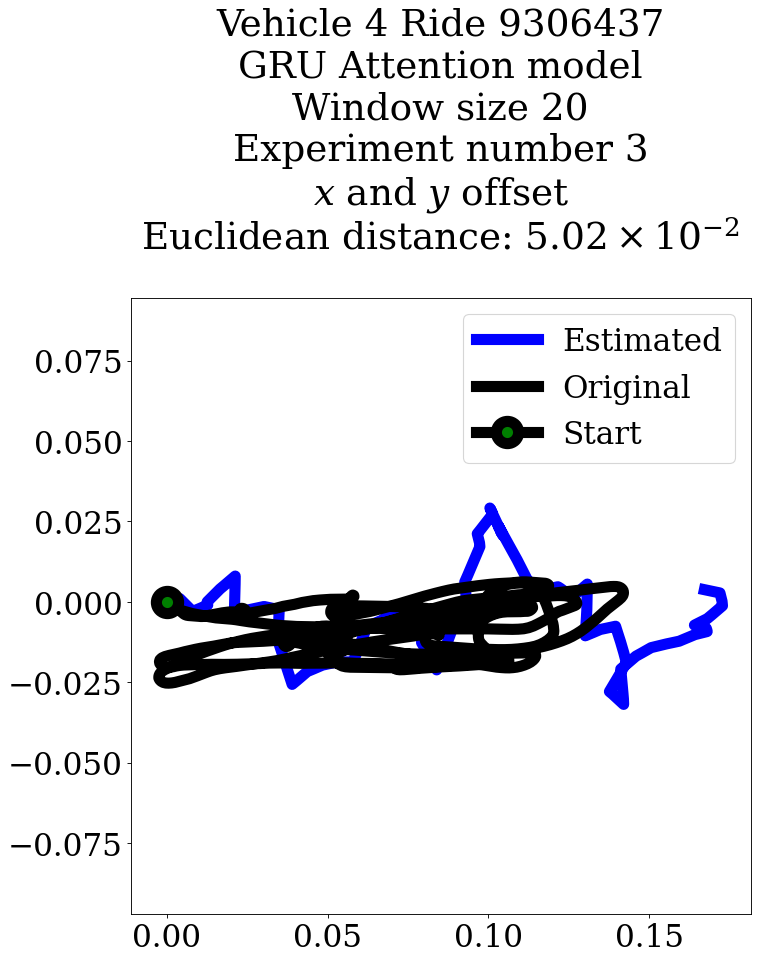 Vehicle 4 Ride 9306437
GRU Attention model
Window size 20
Experiment number 3
x and y offset
Euclidean distance: 5.02 × 10⁻²
Estimated
Original
Start
0.075
0.050
0.025
0.000
−0.025
−0.050
−0.075
0.00 0.05 0.10 0.15